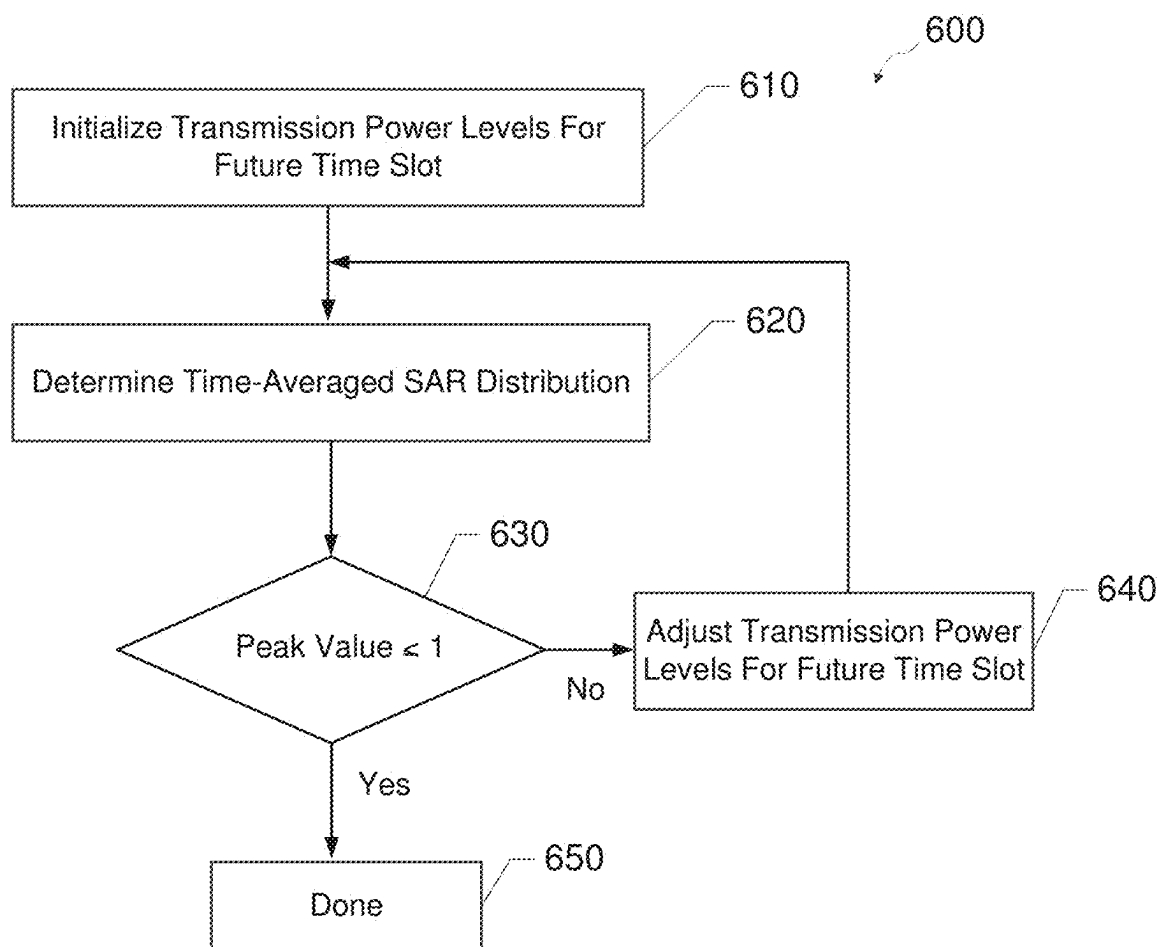 600
610
Initialize Transmission Power Levels For
Future Time Slot
620
Determine Time-Averaged SAR Distribution
630
Peak Value ≤ 1
640
Adjust Transmission Power
Levels For Future Time Slot
No
Yes
650
Done